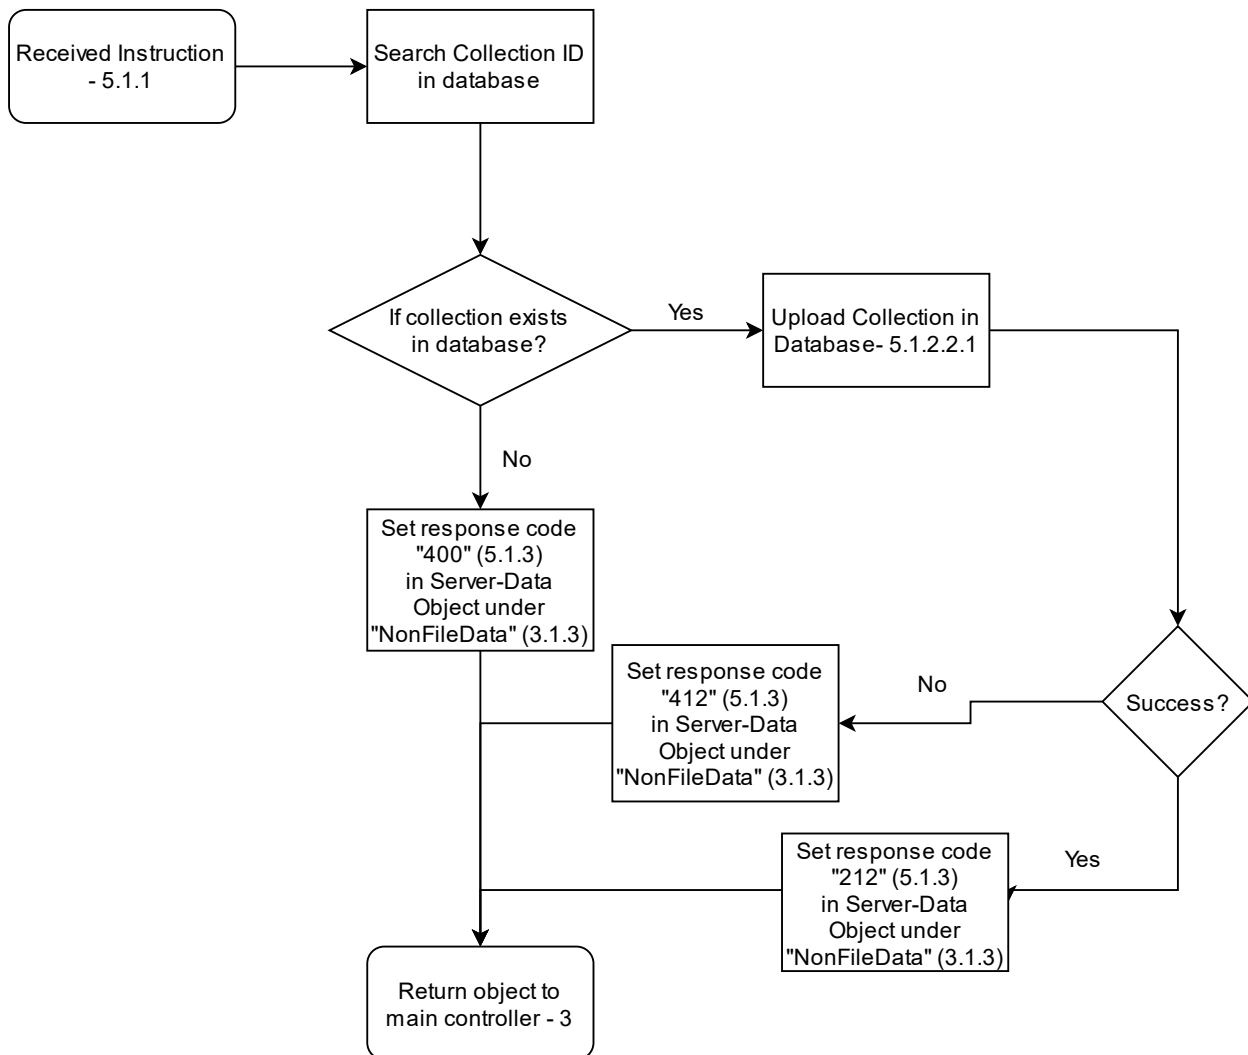 Received Instruction
- 5.1.1
Search Collection ID
in database
If collection exists
in database?
Yes
Upload Collection in
Database- 5.1.2.2.1
No
Set response code
"400" (5.1.3)
in Server-Data
Object under
"NonFileData" (3.1.3)
Set response code
"412" (5.1.3)
in Server-Data
Object under
"NonFileData" (3.1.3)
No
Success?
Set response code
"212" (5.1.3)
in Server-Data
Object under
"NonFileData" (3.1.3)
Yes
Return object to
main controller - 3